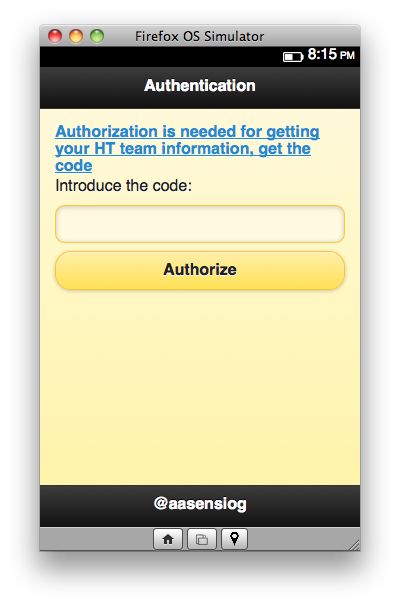 Firefox OS Simulator
8:15 PM
Authentication
Authorization is needed for getting
your HT team information, get the
code
Introduce the code:
Authorize
@aasensiog